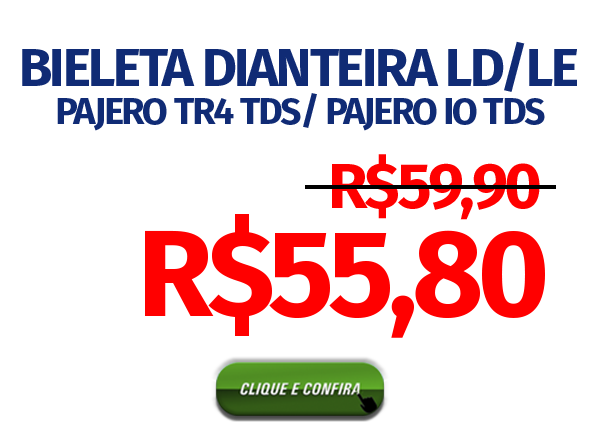 BIELETA DIANTEIRA LD/LE
PAJERO TR4 TDS/ PAJERO IO TDS
R$59,90
R$55,80
CLIQUE E CONFIRA